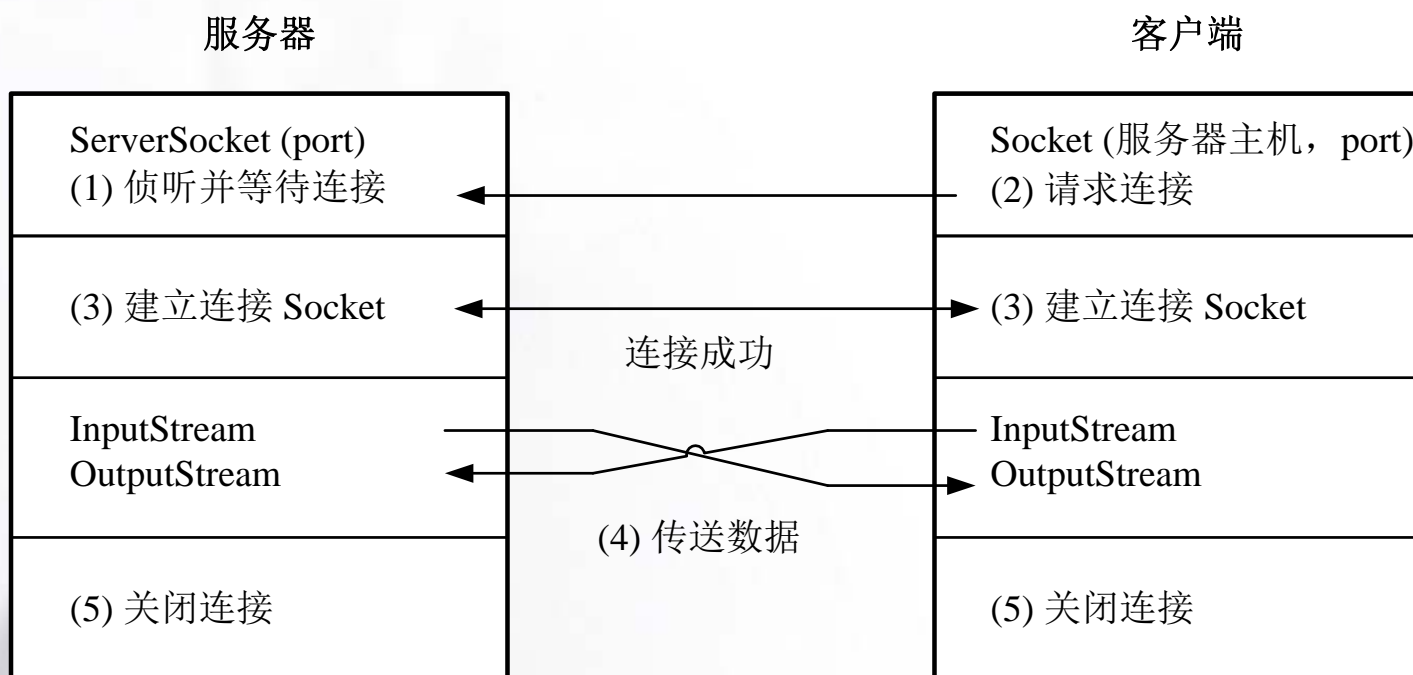 服务器
客户端
ServerSocket (port)
(1) 侦听并等待连接
Socket (服务器主机，port)
(2) 请求连接
(3) 建立连接 Socket
(3) 建立连接 Socket
连接成功
InputStream
OutputStream
InputStream
OutputStream
(4) 传送数据
(5) 关闭连接
(5) 关闭连接